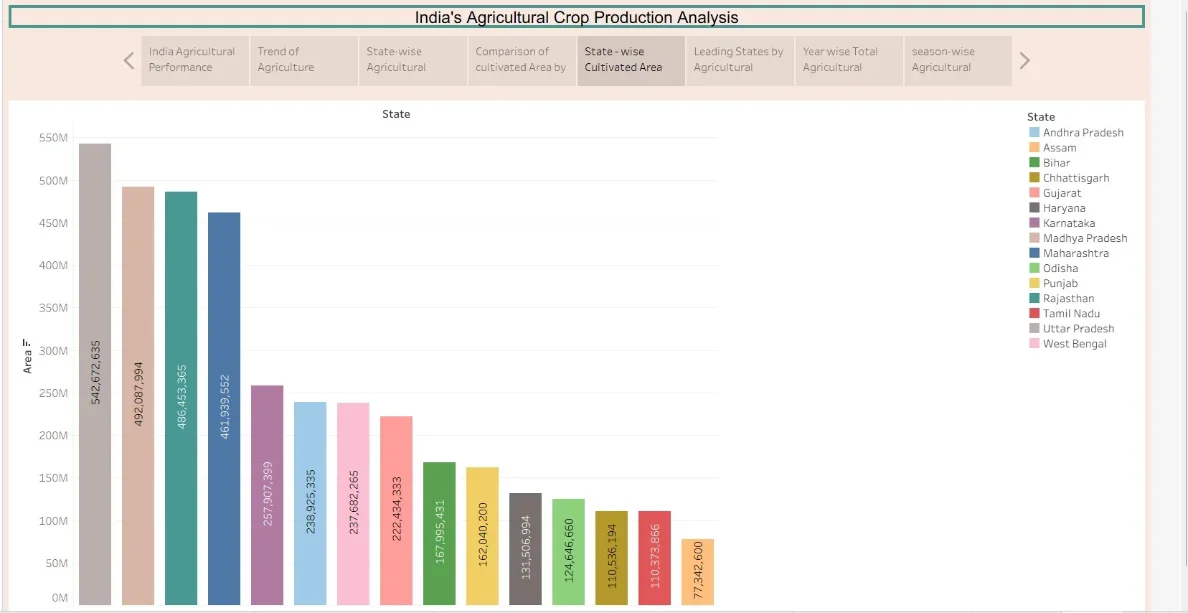 India's Agricultural Crop Production Analysis
India Agricultural
Performance
Trend of
Agriculture
State-wise
Agricultural
Comparison of
cultivated Area by
State - wise
Cultivated Area
Leading States by
Agricultural
Year wise Total
Agricultural
season-wise
Agricultural
State
550M
500M
450M
400M
350M
300M
250M
200M
150M
100M
50M
0M
Area
542,672,635
492,087,994
486,453,365
461,939,552
257,907,399
238,925,335
237,682,265
222,434,333
167,995,431
162,040,200
131,506,994
124,646,660
110,536,194
110,373,866
77,342,600
State
Andhra Pradesh
Assam
Bihar
Chhattisgarh
Gujarat
Haryana
Karnataka
Madhya Pradesh
Maharashtra
Odisha
Punjab
Rajasthan
Tamil Nadu
Uttar Pradesh
West Bengal